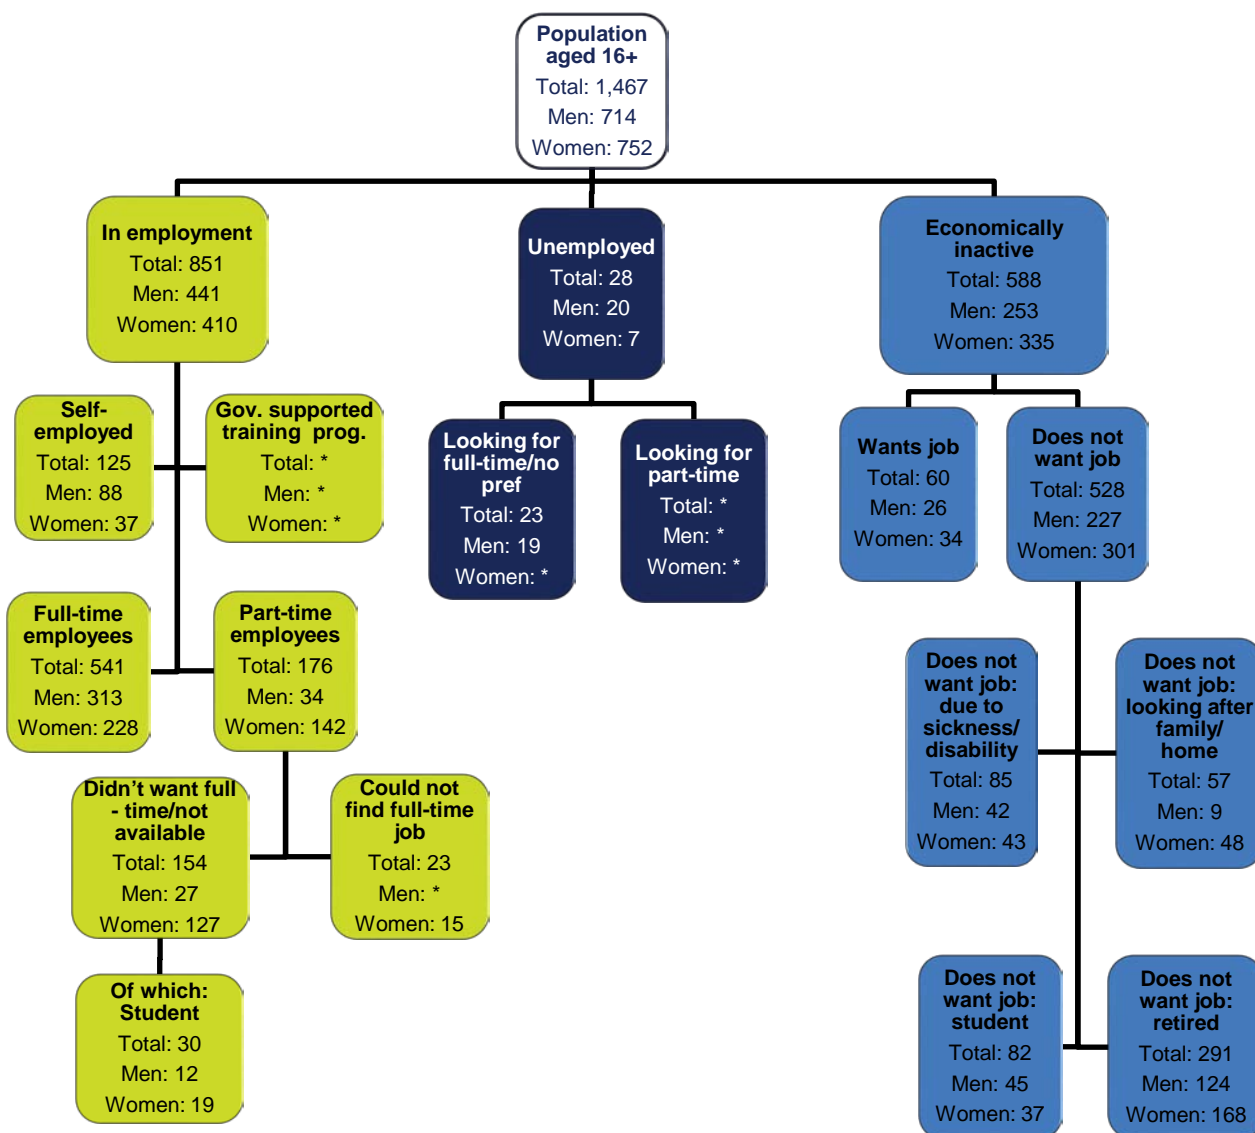 Population
aged 16+
Total: 1,467
Men: 714
Women: 752
In employment
Total: 851
Men: 441
Women: 410
Unemployed
Total: 28
Men: 20
Women: 7
Economically
inactive
Total: 588
Men: 253
Women: 335
Self-
employed
Total: 125
Men: 88
Women: 37
Gov. supported
training prog.
Total: *
Men: *
Women: *
Looking for
full-time/no
pref
Total: 23
Men: 19
Women: *
Looking for
part-time
Total: *
Men: *
Women: *
Wants job
Total: 60
Men: 26
Women: 34
Does not
want job
Total: 528
Men: 227
Women: 301
Full-time
employees
Total: 541
Men: 313
Women: 228
Part-time
employees
Total: 176
Men: 34
Women: 142
Does not
want job:
due to
sickness/
disability
Total: 85
Men: 42
Women: 43
Does not
want job:
looking after
family/
home
Total: 57
Men: 9
Women: 48
Didn't want full
- time/not
available
Total: 154
Men: 27
Women: 127
Could not
find full-time
job
Total: 23
Men: *
Women: 15
Of which:
Student
Total: 30
Men: 12
Women: 19
Does not
want job:
student
Total: 82
Men: 45
Women: 37
Does not
want job:
retired
Total: 291
Men: 124
Women: 168